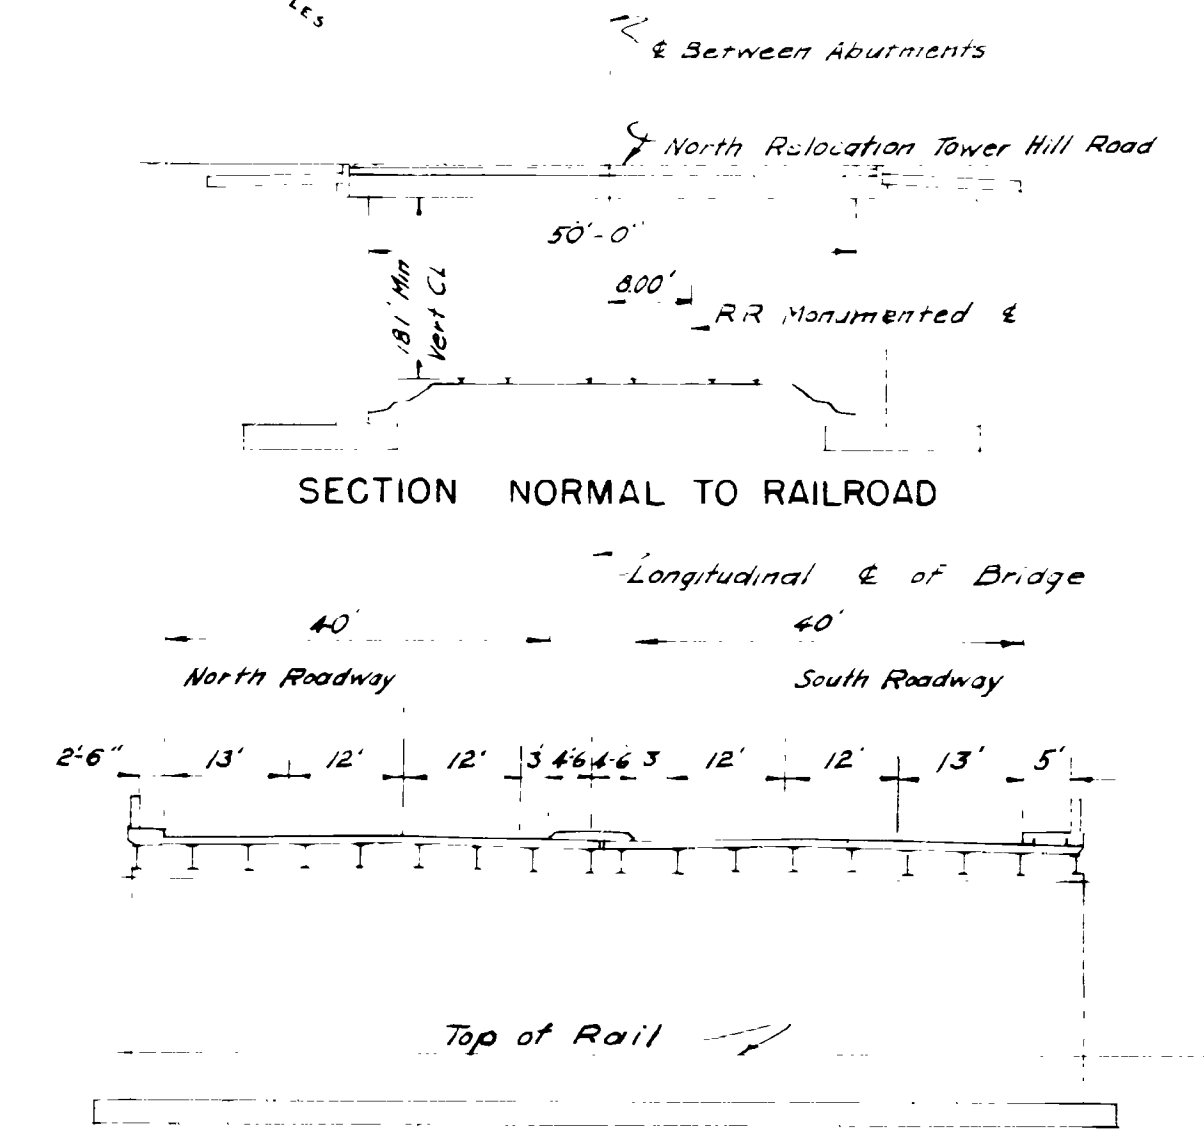 LES
℄ Between Abutments
North Relocation Tower Hill Road
50'-0"
8.00'
18.1' Min
Vert CL
RR Monumented ℄
SECTION NORMAL TO RAILROAD
Longitudinal ℄ of Bridge
40' 40'
North Roadway South Roadway
2'-6" 13' 12' 12' 3' 4'-6 4-6 3 12' 12' 13' 5'
Top of Rail